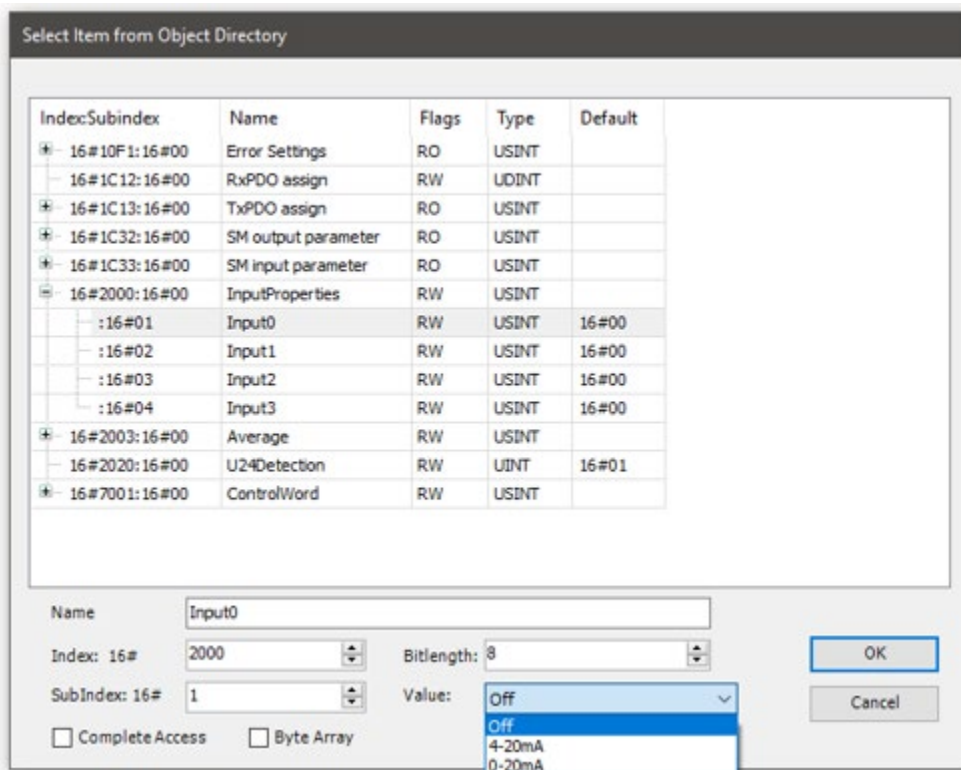 Select Item from Object Directory
Index:Subindex Name Flags Type Default
16#10F1:16#00 Error Settings RO USINT
16#1C12:16#00 RxPDO assign RW UDINT
16#1C13:16#00 TxPDO assign RO USINT
16#1C32:16#00 SM output parameter RO USINT
16#1C33:16#00 SM input parameter RO USINT
16#2000:16#00 InputProperties RW USINT
:16#01 Input0 RW USINT 16#00
:16#02 Input1 RW USINT 16#00
:16#03 Input2 RW USINT 16#00
:16#04 Input3 RW USINT 16#00
16#2003:16#00 Average RW USINT
16#2020:16#00 U24Detection RW UINT 16#01
16#7001:16#00 ControlWord RW USINT
Name Input0
Index: 16# 2000 Bitlength: 8 OK
SubIndex: 16# 1 Value: Off Cancel
Off
Complete Access Byte Array 4-20mA
0-20mA